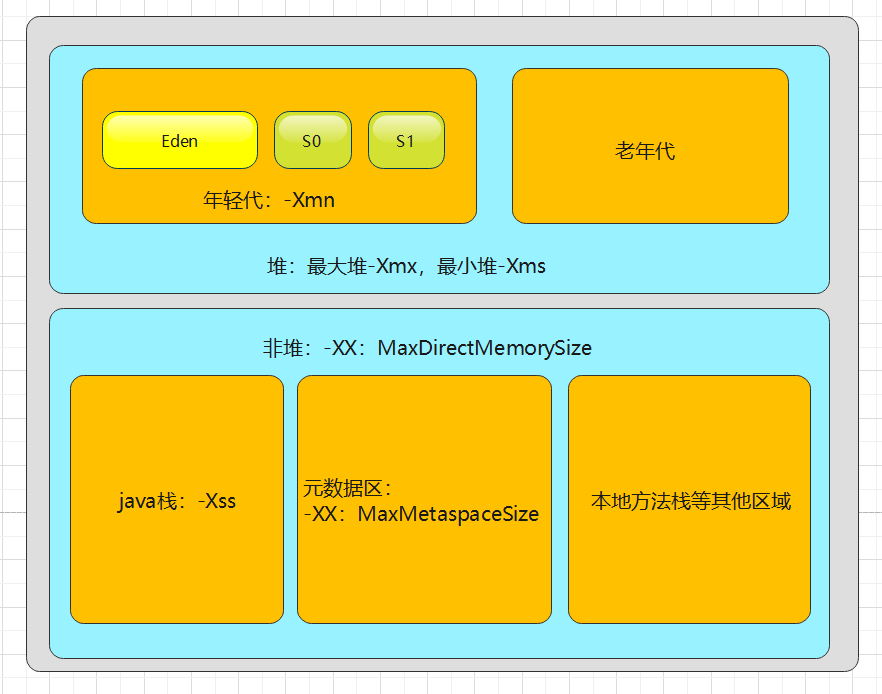 Eden
S0
S1
年轻代：-Xmn
老年代
堆：最大堆-Xmx，最小堆-Xms
非堆：-XX：MaxDirectMemorySize
java栈：-Xss
元数据区：
-XX：MaxMetaspaceSize
本地方法栈等其他区域